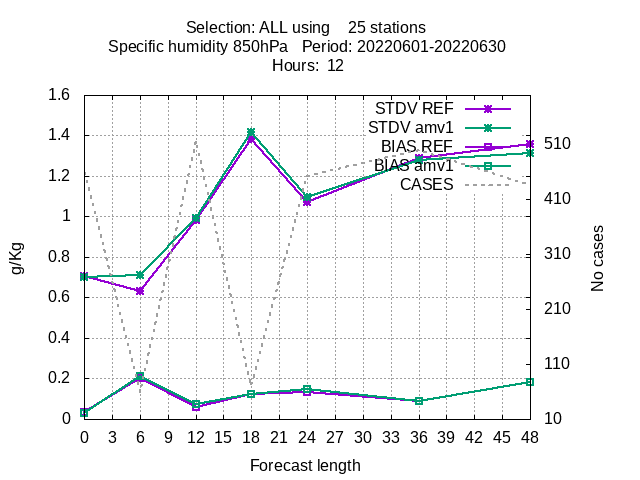 Selection: ALL using    25 stations
Specific humidity 850hPa   Period: 20220601-20220630
Hours:  12
STDV REF
STDV amv1
BIAS REF
BIAS amv1
CASES
1.6
1.4
1.2
1
0.8
0.6
0.4
0.2
0
g/Kg
510
410
310
210
110
10
No cases
0 3 6 9 12 15 18 21 24 27 30 33 36 39 42 45 48
Forecast length